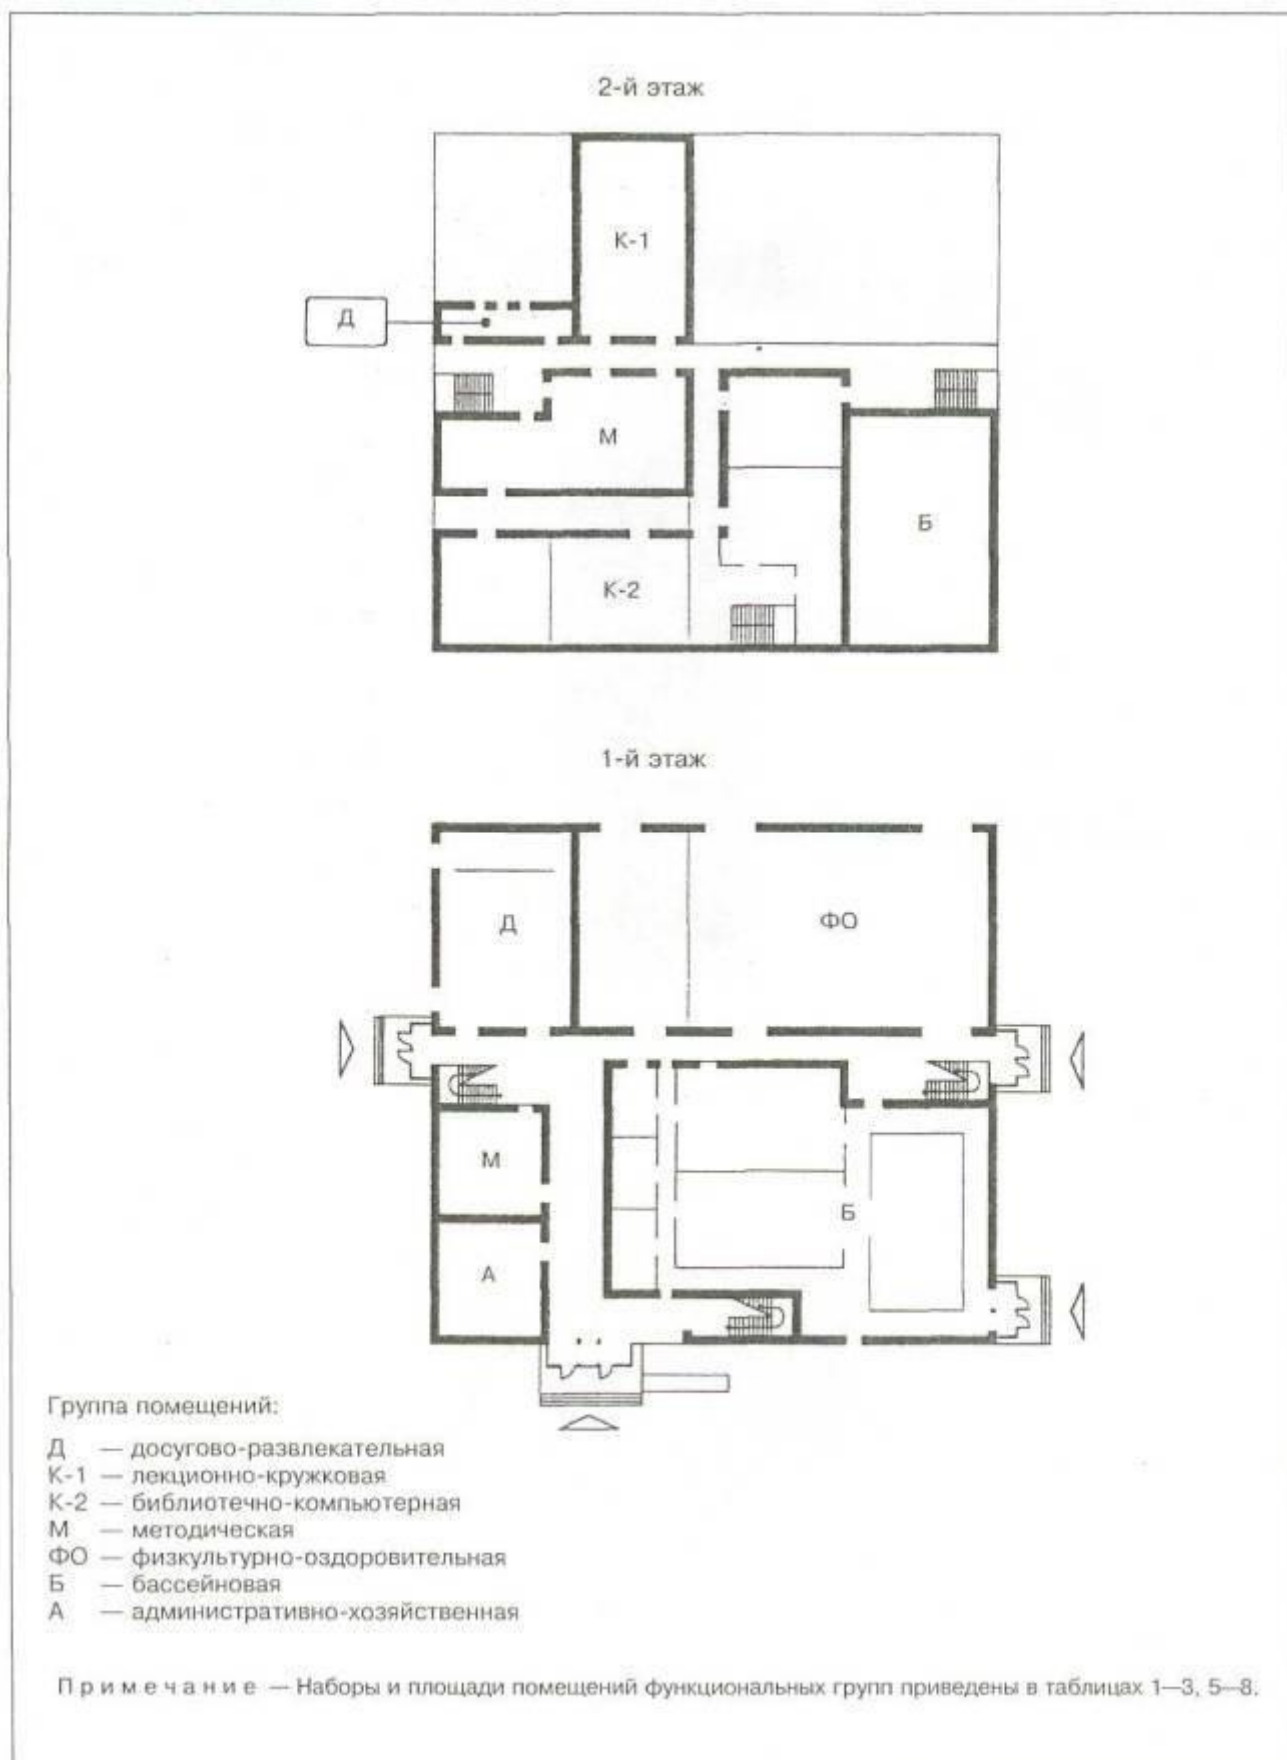 2-й этаж
К-1
Д
М
Б
К-2
1-й этаж
Д
ФО
М
Б
А
Группа помещений:
Д — досугово-развлекательная
К-1 — лекционно-кружковая
К-2 — библиотечно-компьютерная
М — методическая
ФО — физкультурно-оздоровительная
Б — бассейновая
А — административно-хозяйственная
П р и м е ч а н и е — Наборы и площади помещений функциональных групп приведены в таблицах 1—3, 5—8.